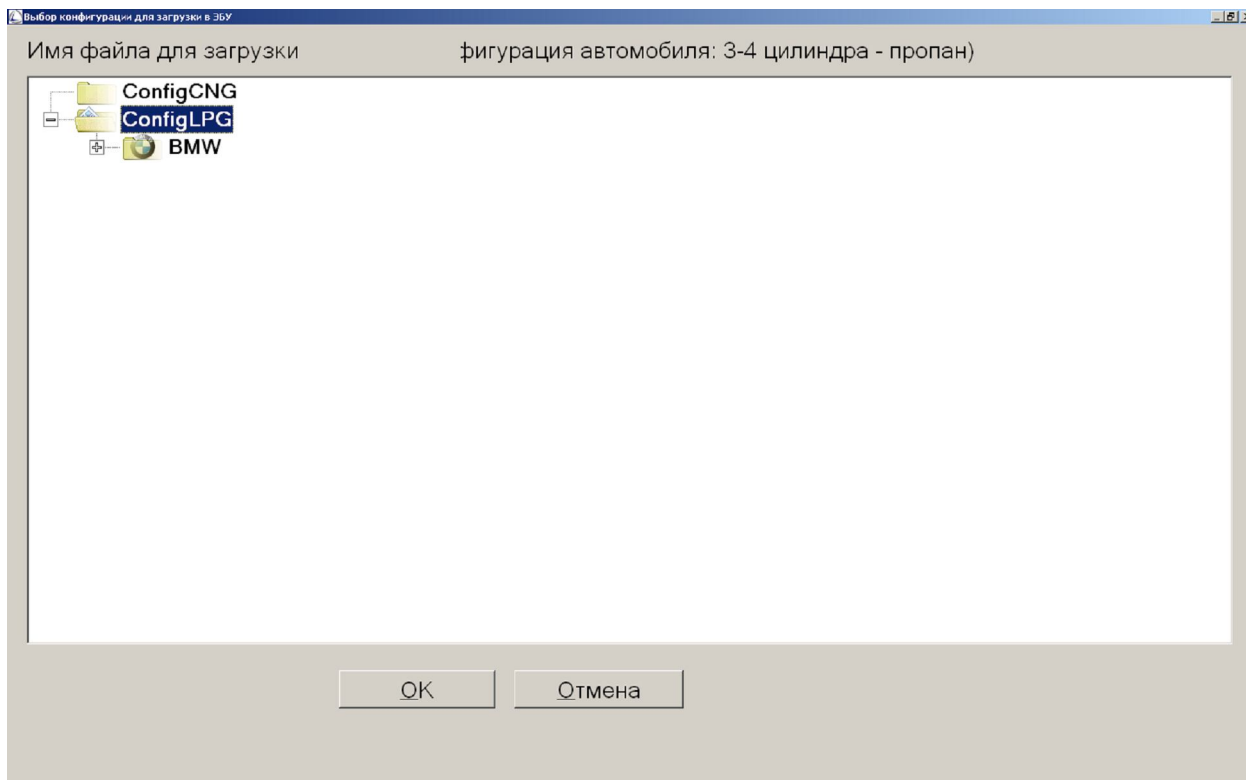 Выбор конфигурации для загрузки в ЭБУ
Имя файла для загрузки фигурация автомобиля: 3-4 цилиндра - пропан)
ConfigCNG
ConfigLPG
BMW
OK Отмена